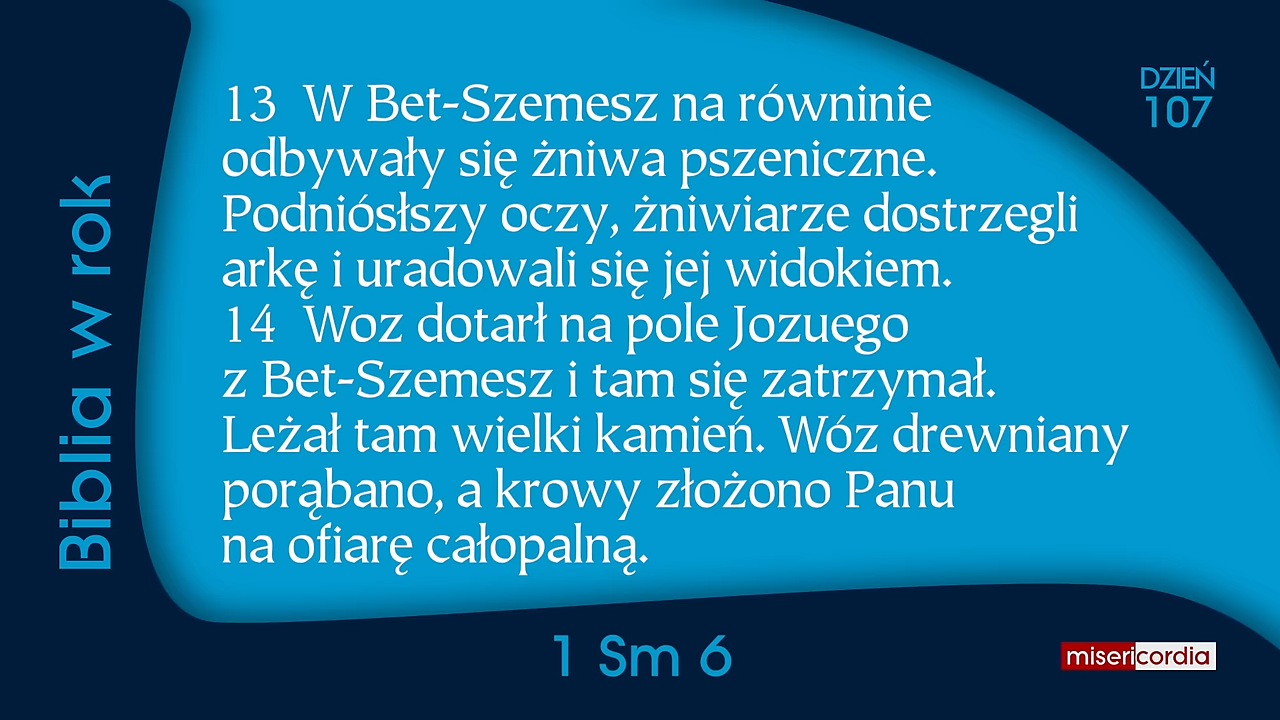 DZIEŃ
107
13 W Bet-Szemesz na równinie
odbywały się żniwa pszeniczne.
Podniósłszy oczy, żniwiarze dostrzegli
arkę i uradowali się jej widokiem.
14 Woz dotarł na pole Jozuego
z Bet-Szemesz i tam się zatrzymał.
Leżał tam wielki kamień. Wóz drewniany
porąbano, a krowy złożono Panu
na ofiarę całopalną.
Biblia w rok
1 Sm 6
misericordia